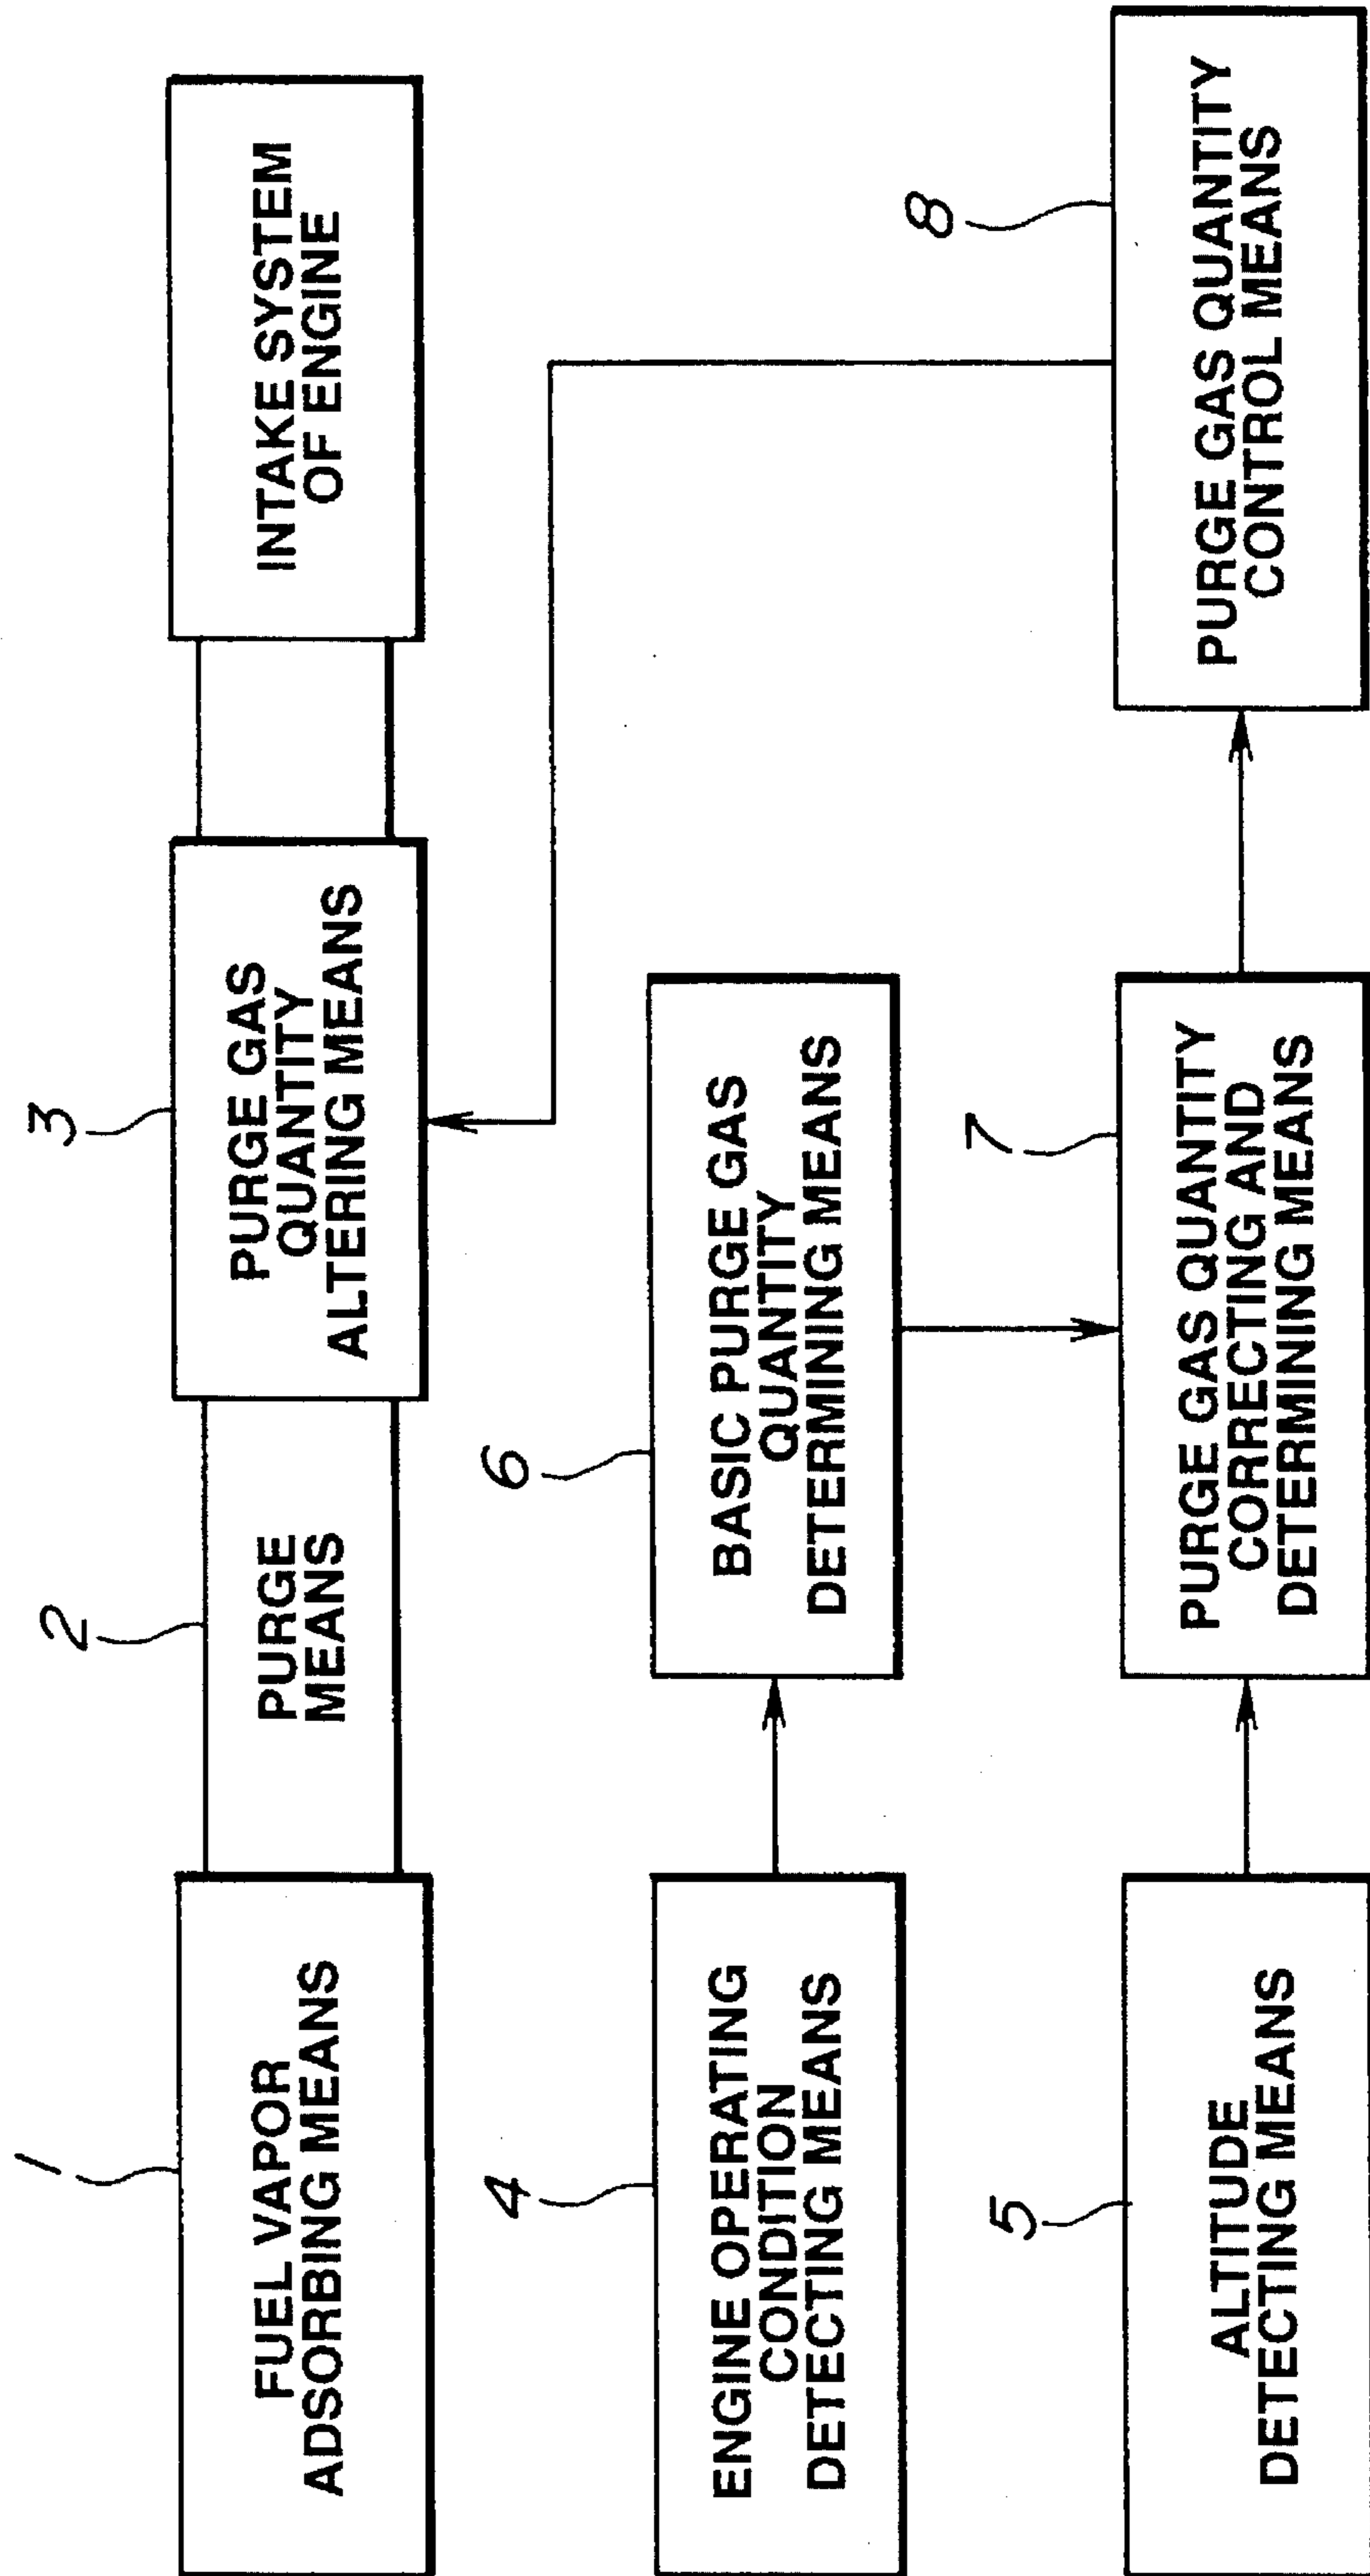 1
FUEL VAPOR
ADSORBING MEANS
2
PURGE
MEANS
3
PURGE GAS
QUANTITY
ALTERING MEANS
INTAKE SYSTEM
OF ENGINE
4
ENGINE OPERATING
CONDITION
DETECTING MEANS
6
BASIC PURGE GAS
QUANTITY
DETERMINING MEANS
5
ALTITUDE
DETECTING MEANS
7
PURGE GAS QUANTITY
CORRECTING AND
DETERMINING MEANS
8
PURGE GAS QUANTITY
CONTROL MEANS